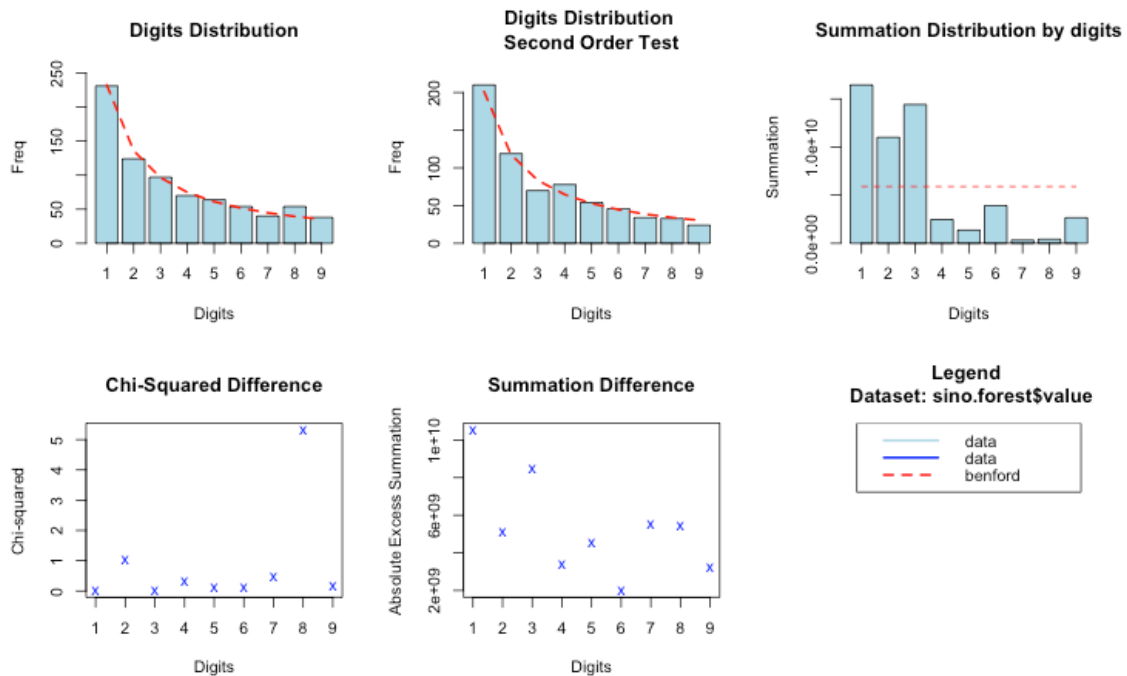 Digits Distribution
Freq
0
50
150
250
1 2 3 4 5 6 7 8 9
Digits
Digits Distribution
Second Order Test
Freq
0
50
100
200
1 2 3 4 5 6 7 8 9
Digits
Summation Distribution by digits
Summation
0.0e+00
1.0e+10
1 2 3 4 5 6 7 8 9
Digits
Chi-Squared Difference
Chi-squared
0
1
2
3
4
5
1 2 3 4 5 6 7 8 9
Digits
Summation Difference
Absolute Excess Summation
2e+09
6e+09
1e+10
1 2 3 4 5 6 7 8 9
Digits
Legend
Dataset: sino.forest$value
data
data
benford